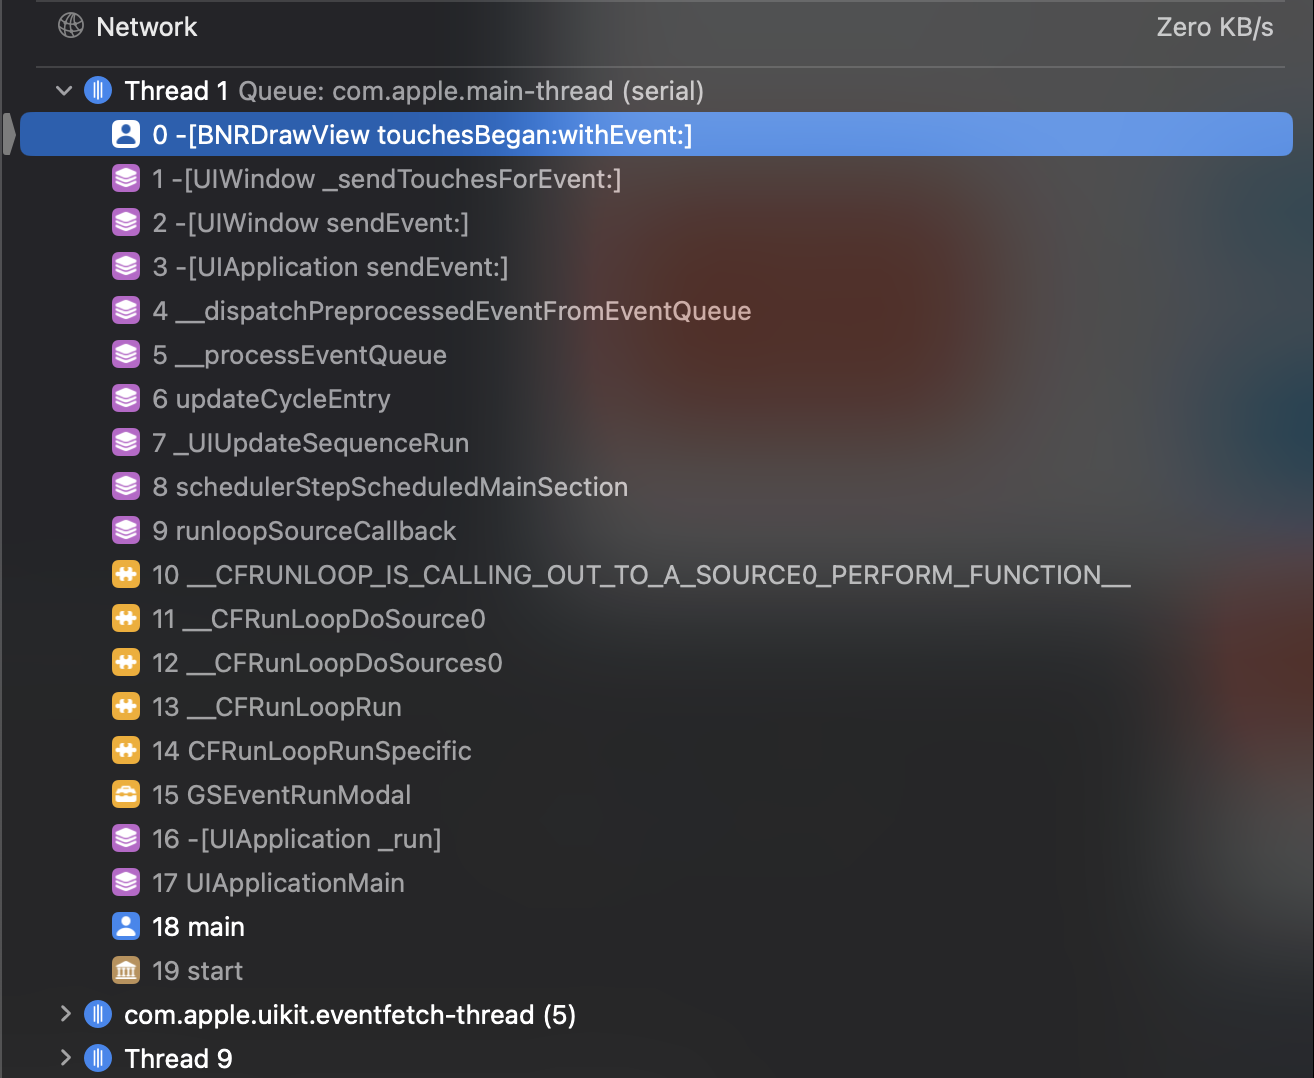 Network Zero KB/s
Thread 1 Queue: com.apple.main-thread (serial)
0 -[BNRDrawView touchesBegan:withEvent:]
1 -[UIWindow _sendTouchesForEvent:]
2 -[UIWindow sendEvent:]
3 -[UIApplication sendEvent:]
4 __dispatchPreprocessedEventFromEventQueue
5 __processEventQueue
6 updateCycleEntry
7 _UIUpdateSequenceRun
8 schedulerStepScheduledMainSection
9 runloopSourceCallback
10 __CFRUNLOOP_IS_CALLING_OUT_TO_A_SOURCE0_PERFORM_FUNCTION__
11 __CFRunLoopDoSource0
12 __CFRunLoopDoSources0
13 __CFRunLoopRun
14 CFRunLoopRunSpecific
15 GSEventRunModal
16 -[UIApplication _run]
17 UIApplicationMain
18 main
19 start
com.apple.uikit.eventfetch-thread (5)
Thread 9